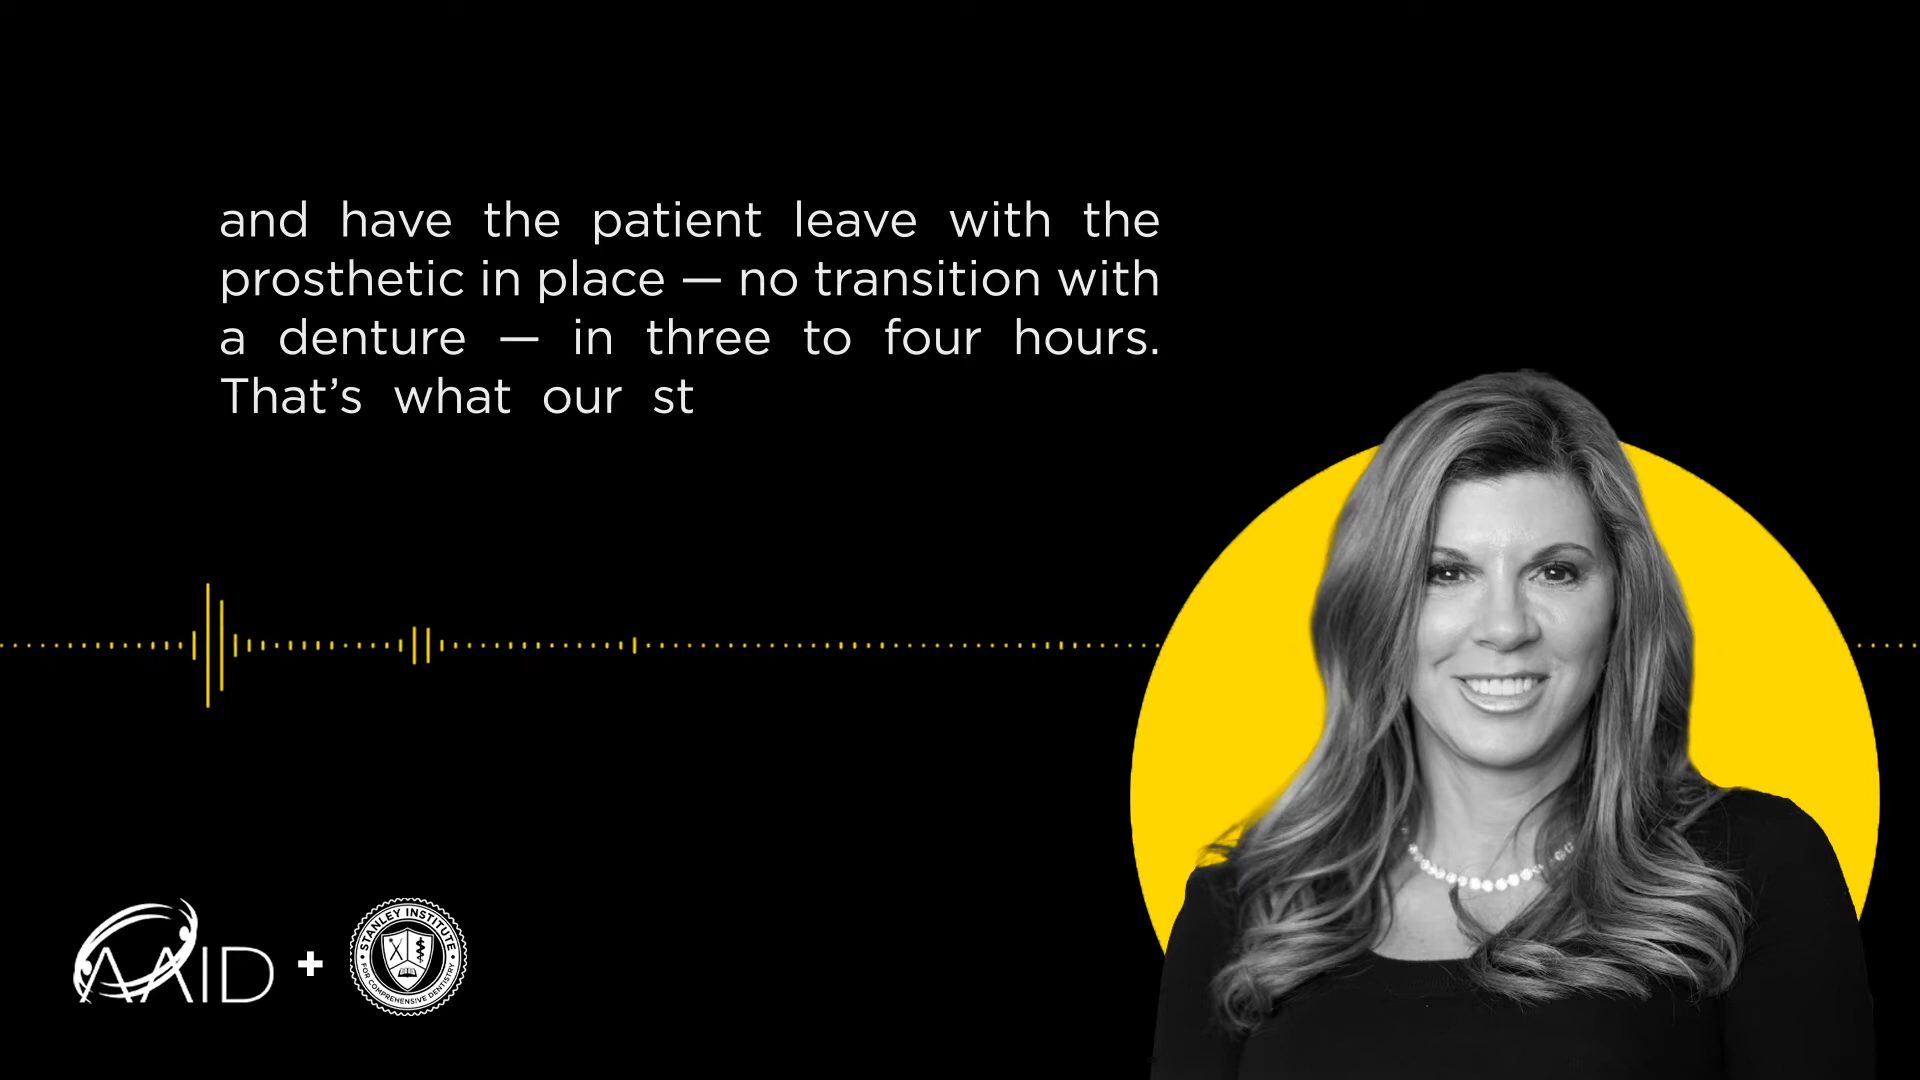 and have the patient leave with the
prosthetic in place — no transition with
a denture — in three to four hours.
That’s what our st
AAID
+
STANLEY INSTITUTE
FOR COMPREHENSIVE DENTISTRY